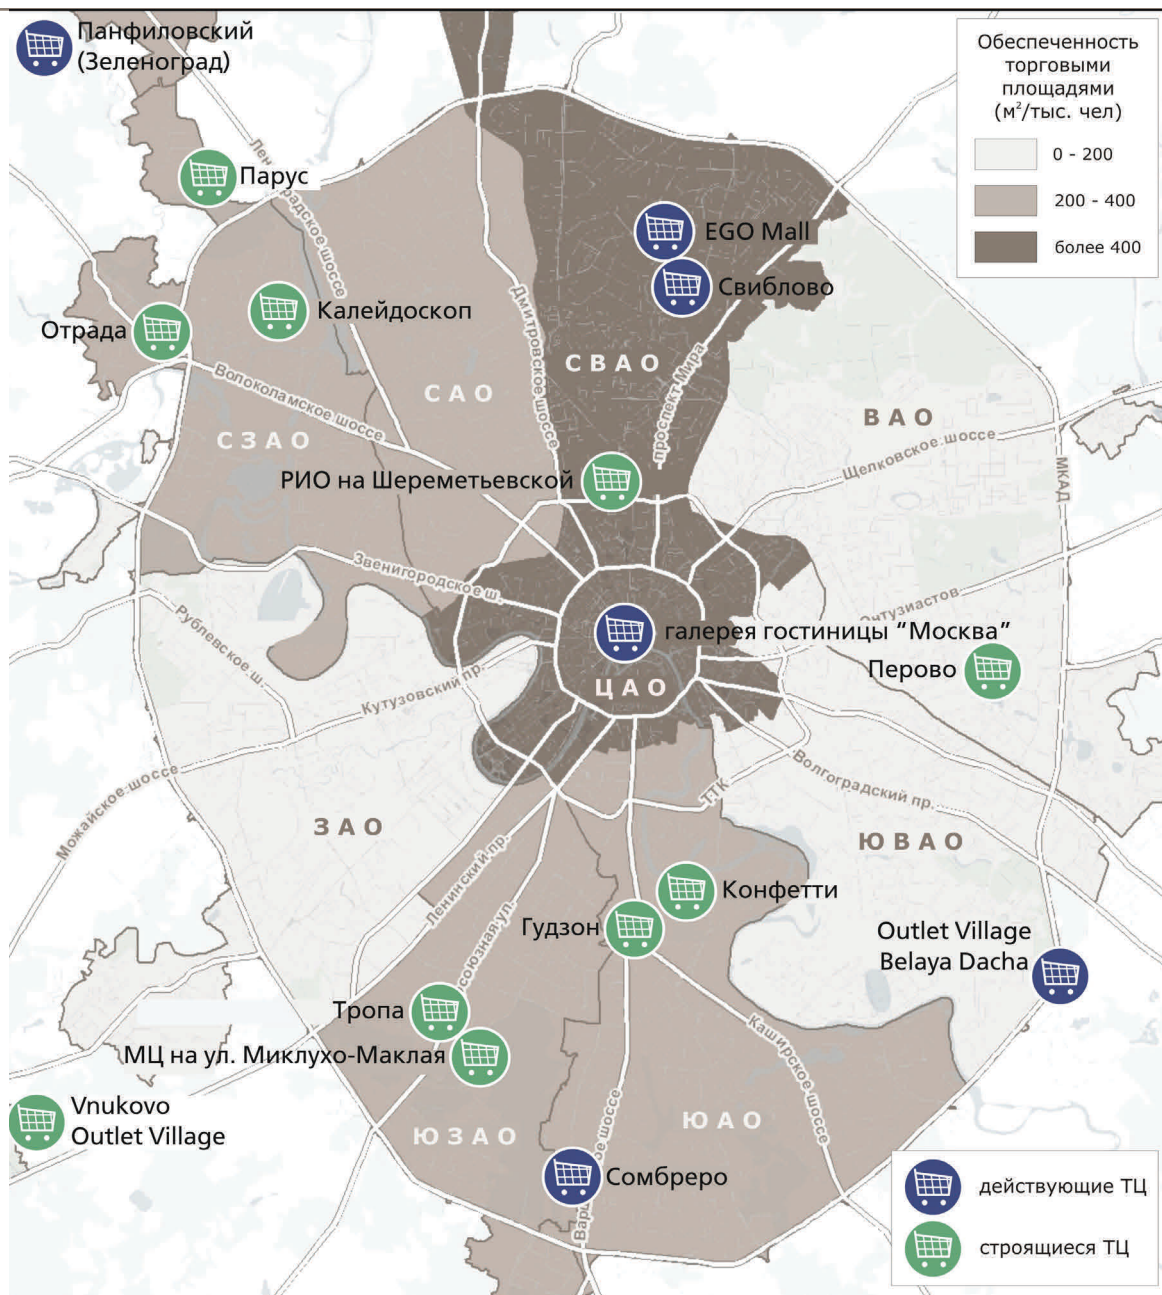 Панфиловский
(Зеленоград)
Обеспеченность
торговыми
площадями
(м²/тыс. чел)
0 - 200
200 - 400
более 400
Парус
Ленинградское шоссе
EGO Mall
Свиблово
Калейдоскоп
Отрада
Дмитровское шоссе
СВАО
проспект Мира
Волоколамское шоссе
САО
СЗАО
ВАО
Щелковское шоссе
МКАД
РИО на Шереметьевской
Звенигородское ш.
Энтузиастов
Рублевское ш.
галерея гостиницы “Москва”
Перово
ЦАО
Кутузовский пр.
Можайское шоссе
ТТК
Волгоградский пр.
ЗАО
ЮВАО
Ленинский пр.
Конфетти
Гудзон
союзная ул.
Outlet Village
Belaya Dacha
Тропа
МЦ на ул. Миклухо-Маклая
Каширское шоссе
Vnukovo
Outlet Village
ЮЗАО
ЮАО
Сомбреро
действующие ТЦ
строящиеся ТЦ